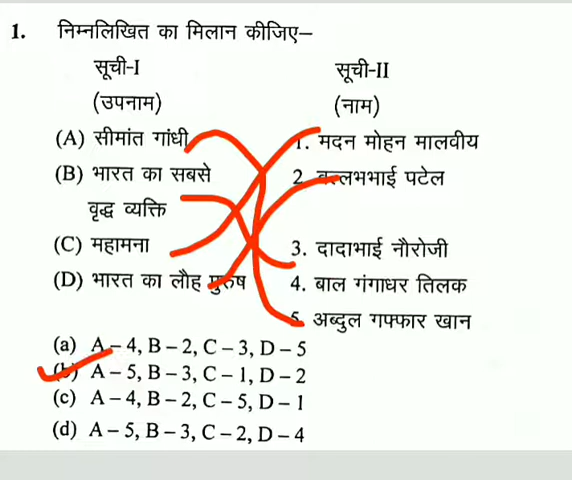 1. निम्नलिखित का मिलान कीजिए–
सूची-I सूची-II
(उपनाम) (नाम)
(A) सीमांत गांधी 1. मदन मोहन मालवीय
(B) भारत का सबसे 2. वल्लभभाई पटेल
वृद्ध व्यक्ति
(C) महामना 3. दादाभाई नौरोजी
(D) भारत का लौह पुरुष 4. बाल गंगाधर तिलक
5. अब्दुल गफ्फार खान
(a) A – 4, B – 2, C – 3, D – 5
(b) A – 5, B – 3, C – 1, D – 2
(c) A – 4, B – 2, C – 5, D – 1
(d) A – 5, B – 3, C – 2, D – 4